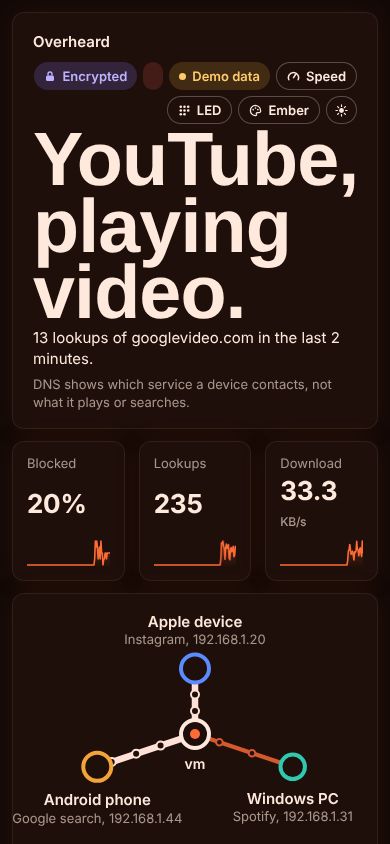 Overheard
Encrypted
Demo data
Speed
LED
Ember
YouTube,
playing
video.
13 lookups of googlevideo.com in the last 2
minutes.
DNS shows which service a device contacts, not
what it plays or searches.
Blocked
20%
Lookups
235
Download
33.3
KB/s
Apple device
Instagram, 192.168.1.20
vm
Android phone
Google search, 192.168.1.44
Windows PC
Spotify, 192.168.1.31